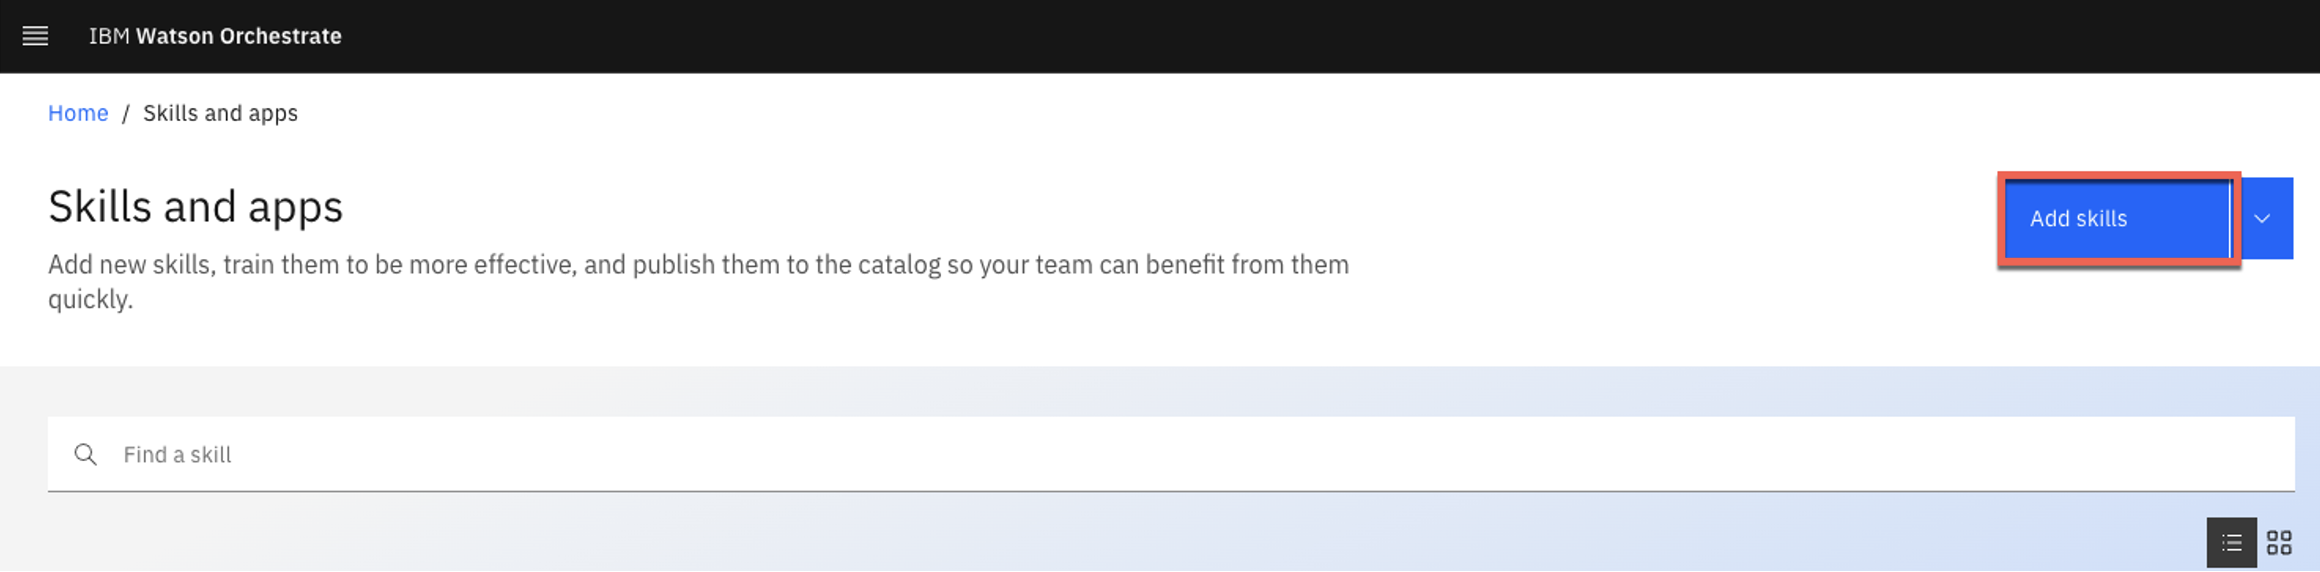 IBM Watson Orchestrate
Home / Skills and apps
Skills and apps
Add new skills, train them to be more effective, and publish them to the catalog so your team can benefit from them
quickly.
Add skills
Find a skill